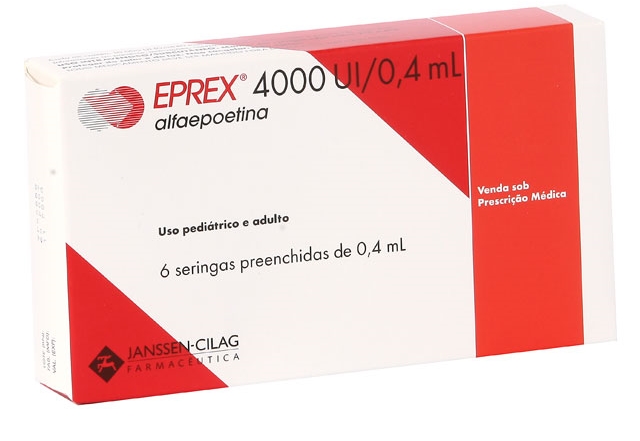 EPREX® 4000 UI/0,4 mL
alfaepoetina
Venda sob
Prescrição Médica
Uso pediátrico e adulto
6 seringas preenchidas de 0,4 mL
JANSSEN-CILAG
FARMACÊUTICA